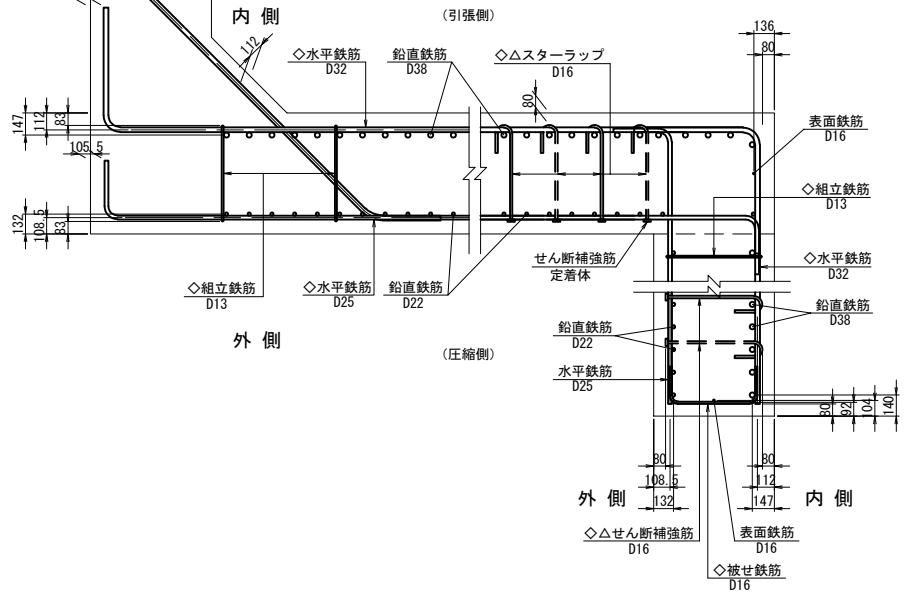 内 側
（引張側）
136
80
112
◇水平鉄筋
D32
鉛直鉄筋
D38
◇△スターラップ
D16
80
147
112
83
105.5
表面鉄筋
D16
◇組立鉄筋
D13
132
108.5
83
せん断補強筋
定着体
◇水平鉄筋
D32
◇組立鉄筋
D13
◇水平鉄筋
D25
鉛直鉄筋
D22
鉛直鉄筋
D38
鉛直鉄筋
D22
外 側
（圧縮側）
水平鉄筋
D25
80
92
104
140
80
108.5
132
80
112
147
外 側
内 側
◇△せん断補強筋
D16
表面鉄筋
D16
◇被せ鉄筋
D16